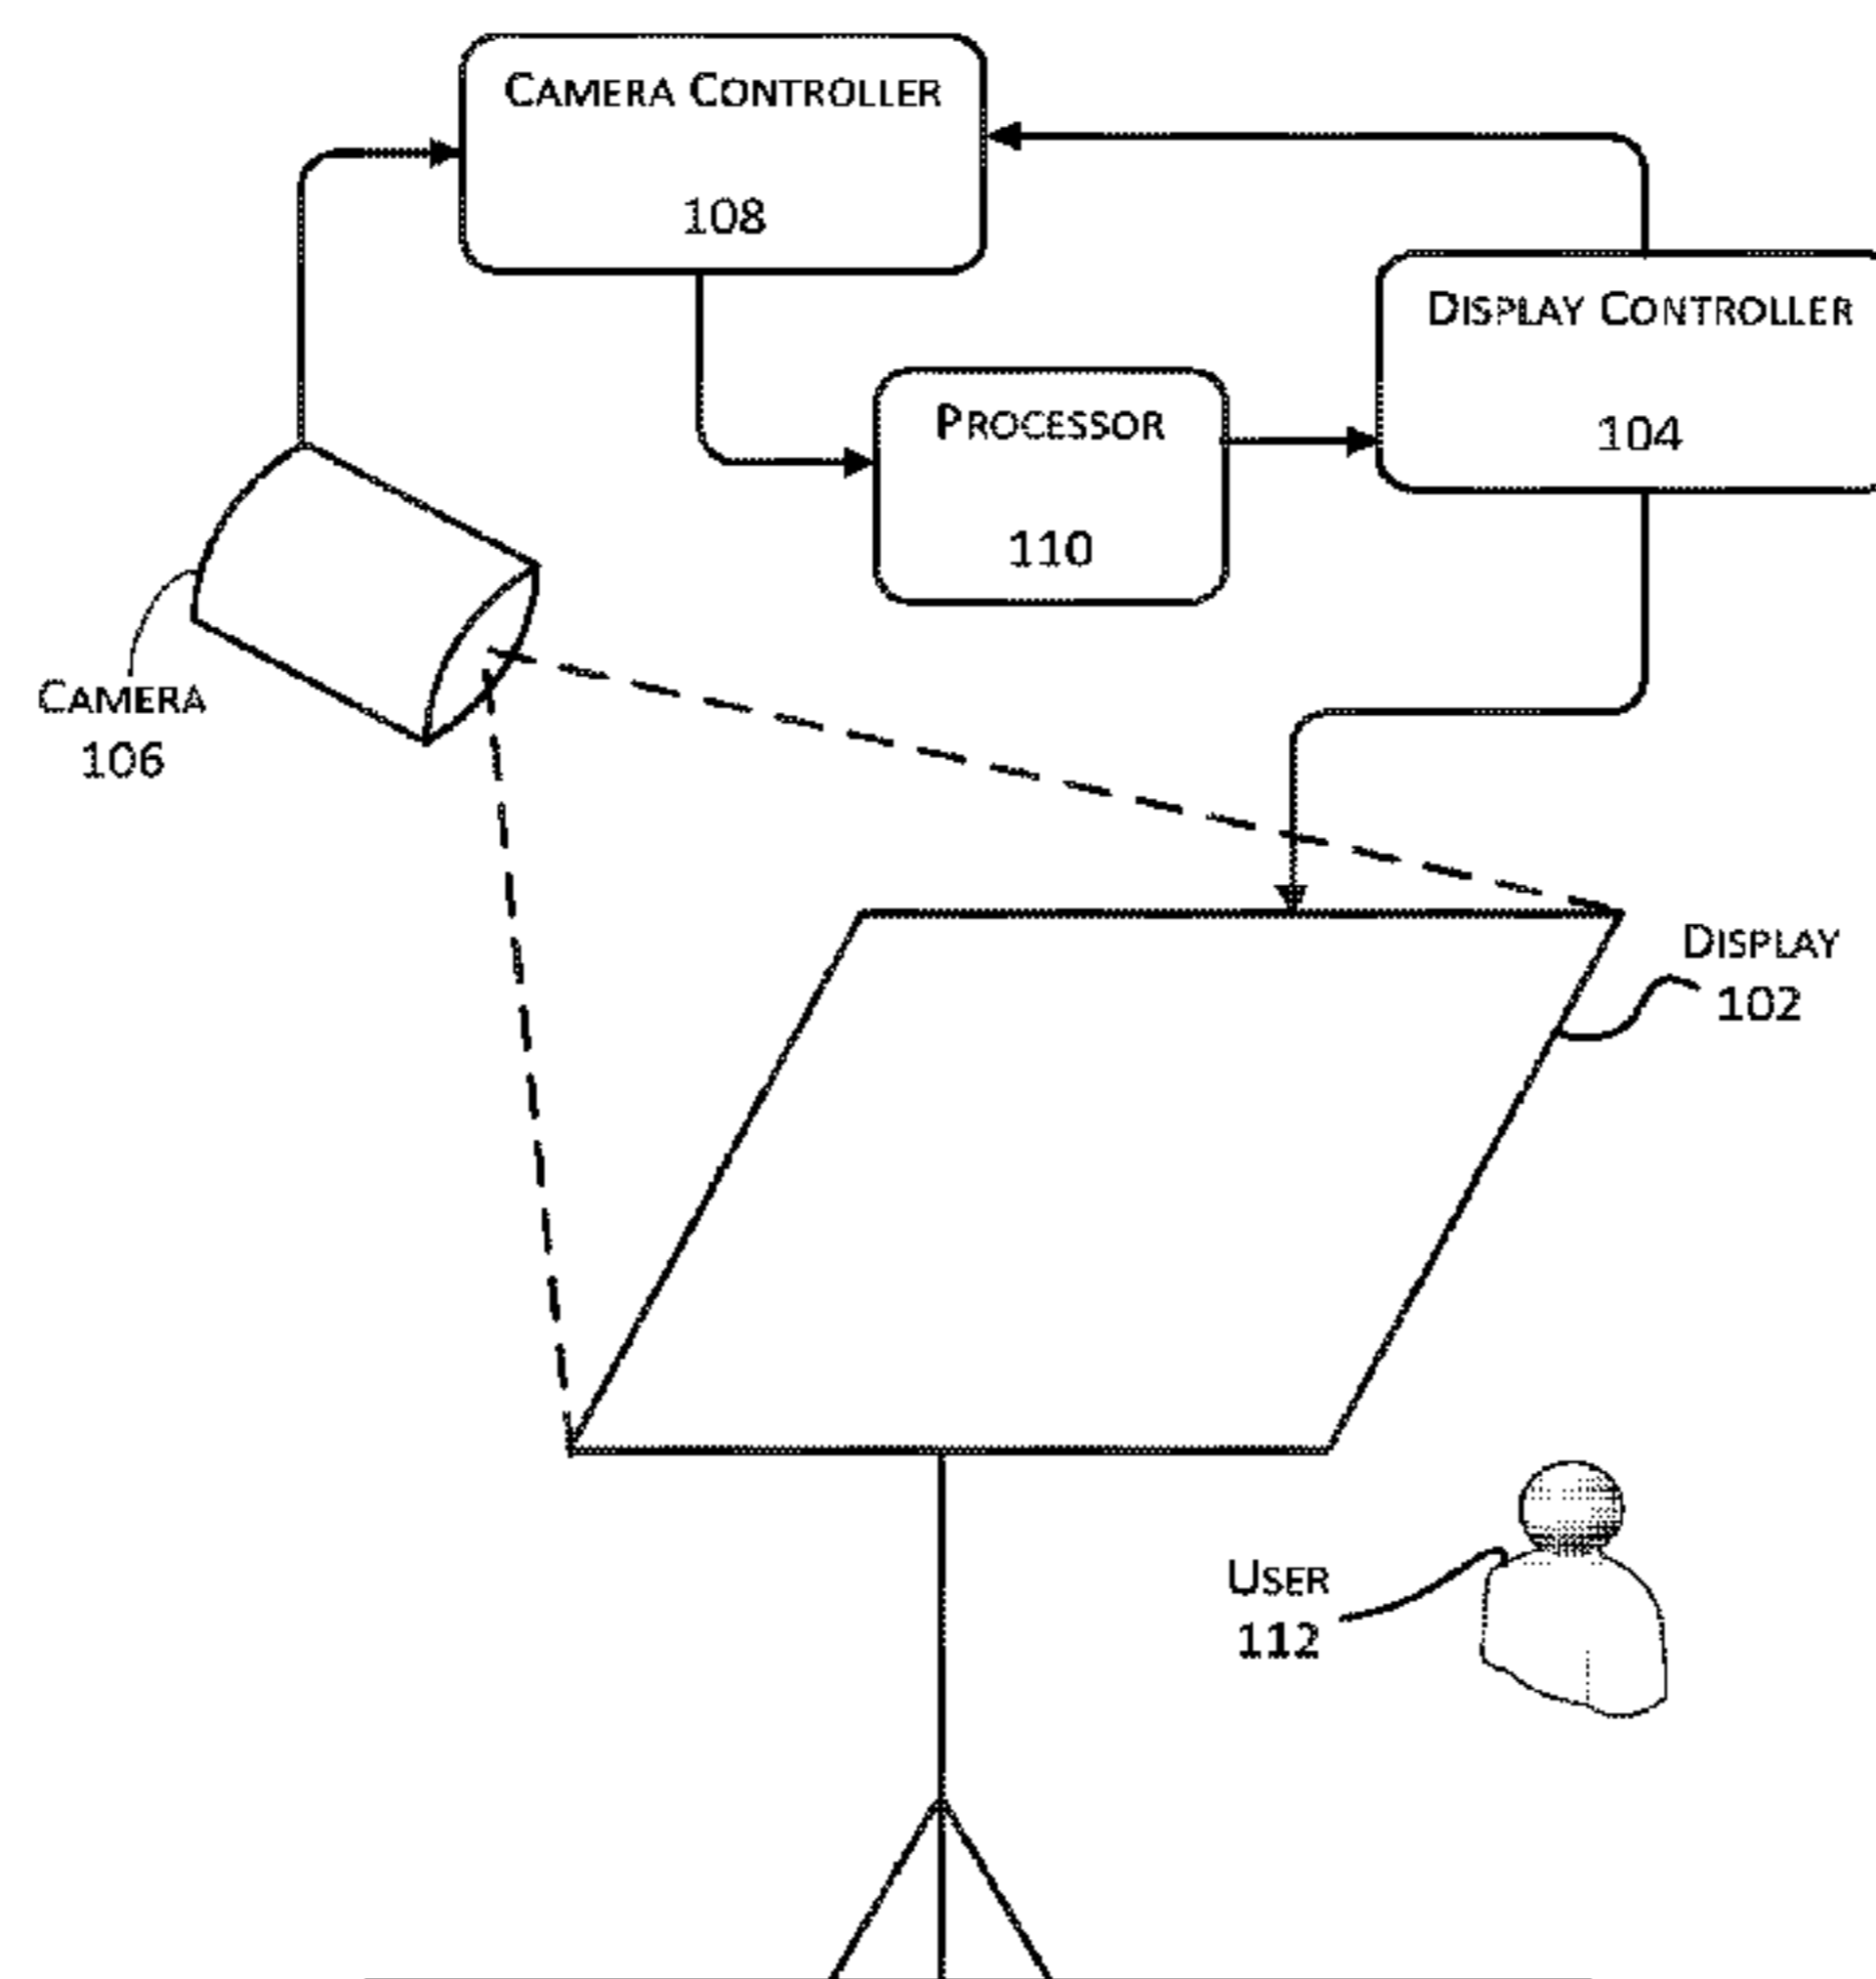 CAMERA CONTROLLER
108
DISPLAY CONTROLLER
104
PROCESSOR
110
CAMERA
106
DISPLAY
102
USER
112